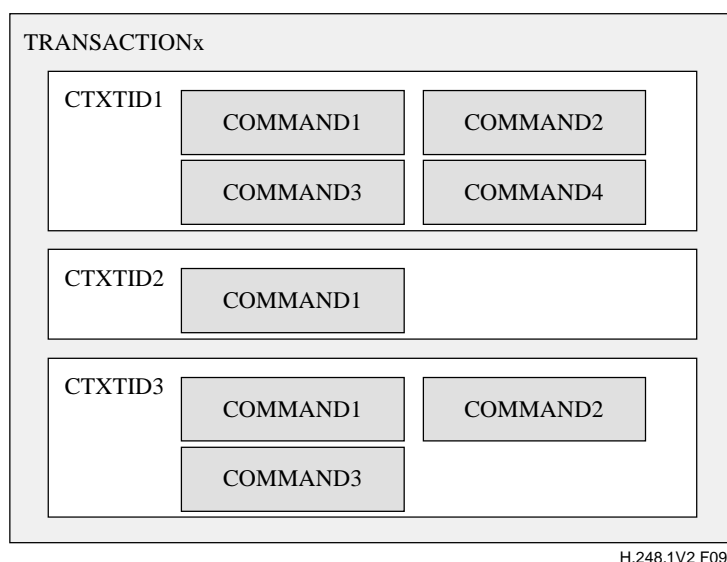 TRANSACTIONx
CTXTID1
COMMAND1 COMMAND2
COMMAND3 COMMAND4
CTXTID2
COMMAND1
CTXTID3
COMMAND1 COMMAND2
COMMAND3
H.248.1V2 F09